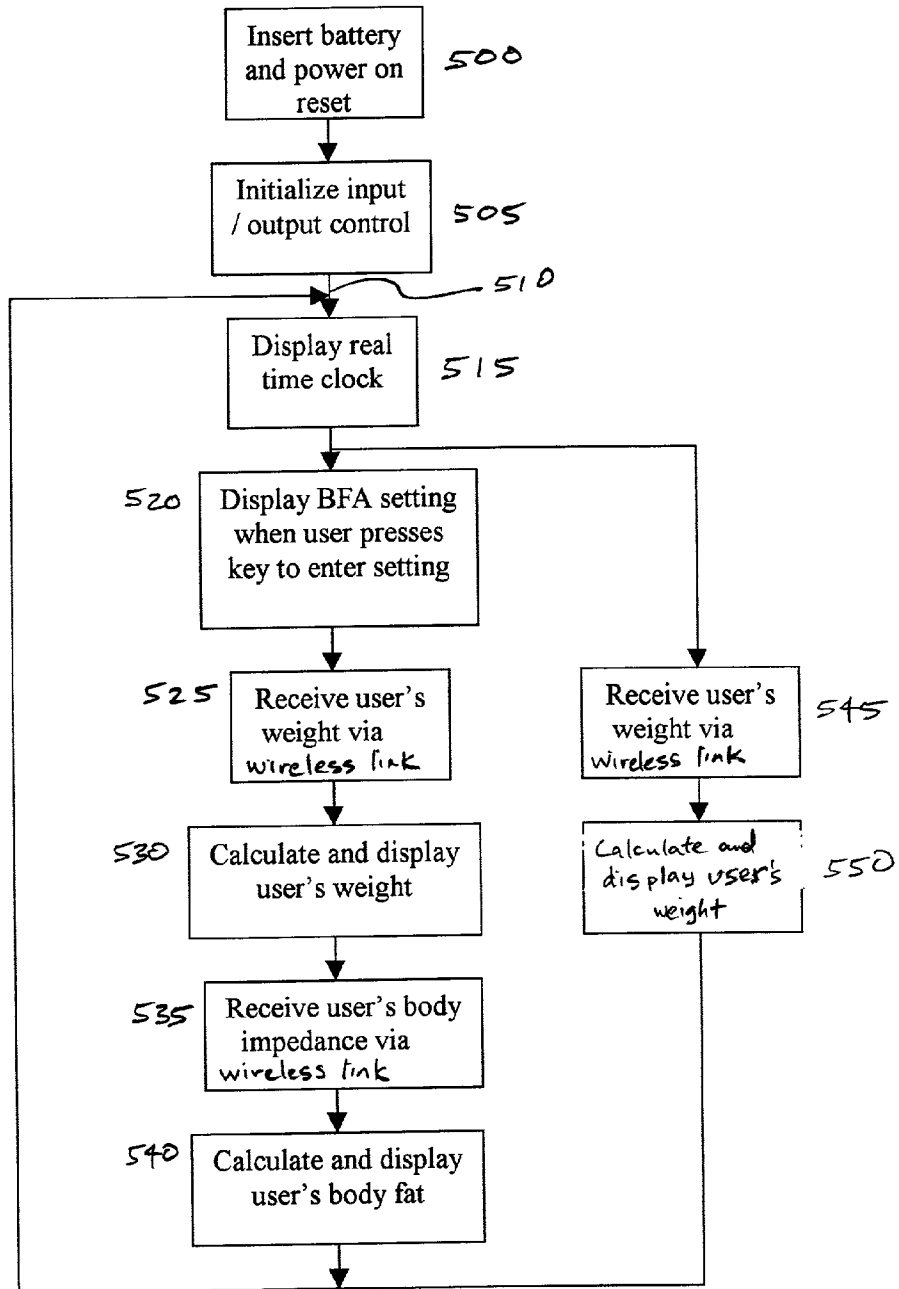 Insert battery
and power on
reset
500
Initialize input
/ output control
505
510
Display real
time clock
515
520
Display BFA setting
when user presses
key to enter setting
525
Receive user's
weight via
wireless link
545
Receive user's
weight via
wireless link
530
Calculate and display
user's weight
550
Calculate and
display user's
weight
535
Receive user's body
impedance via
wireless link
540
Calculate and display
user's body fat